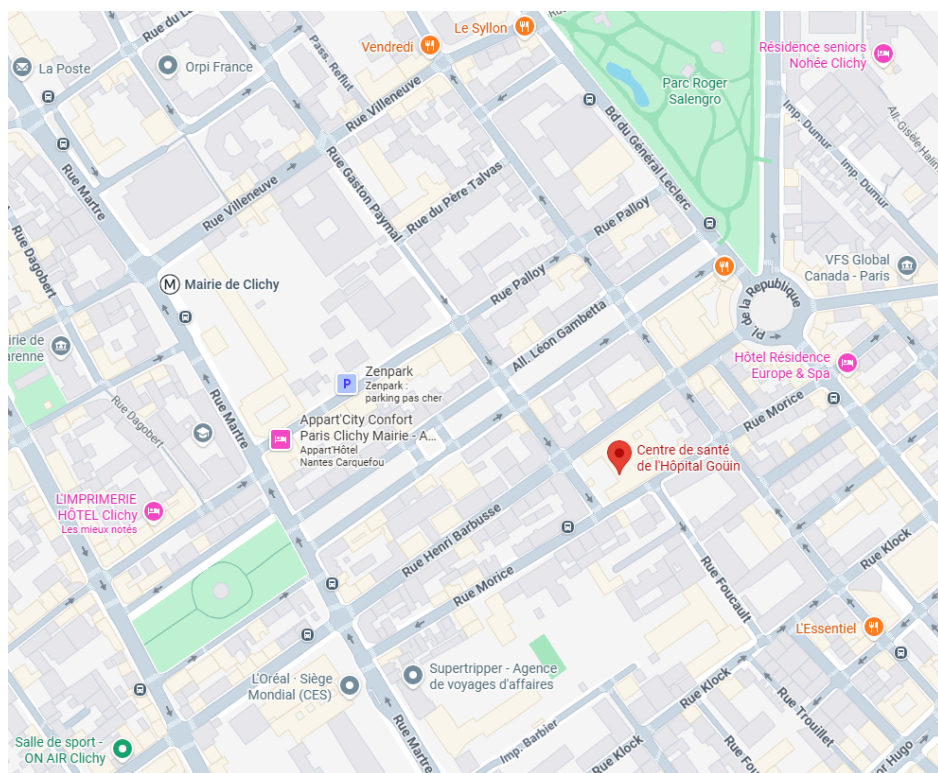 Rue du L
Le Syllon
Vendredi
La Poste
Orpi France
Pass. Reflut
Résidence seniors
Nohée Clichy
Parc Roger
Salengro
Rue Villeneuve
Bd du Général Leclerc
Imp. Dumur
Imp. Dumur
All. Gisèle Halim
Rue Martre
Rue Gaston Paymal
Rue du Père Talvas
Rue Villeneuve
Rue Palloy
Rue Dagobert
VFS Global
Canada - Paris
M
Mairie de Clichy
Rue Palloy
Pl. de la République
All. Léon Gambetta
irie de
arenne
P
Zenpark
Zenpark :
parking pas cher
Hôtel Résidence
Europe & Spa
Rue Dagobert
Rue Martre
Rue Morice
Appart'City Confort
Paris Clichy Mairie - A...
Appart'Hôtel
Nantes Carquefou
Centre de santé
de l'Hôpital Goüin
L'IMPRIMERIE
HÔTEL Clichy
Les mieux notés
Rue Henri Barbusse
Rue Klock
Rue Morice
Rue Foucault
L'Essentiel
L'Oréal · Siège
Mondial (CES)
Supertripper - Agence
de voyages d'affaires
Rue Klock
Rue Trouillet
Rue Martre
Imp. Barbier
Salle de sport -
ON AIR Clichy
Rue Klock
Rue Fou
or Hugo